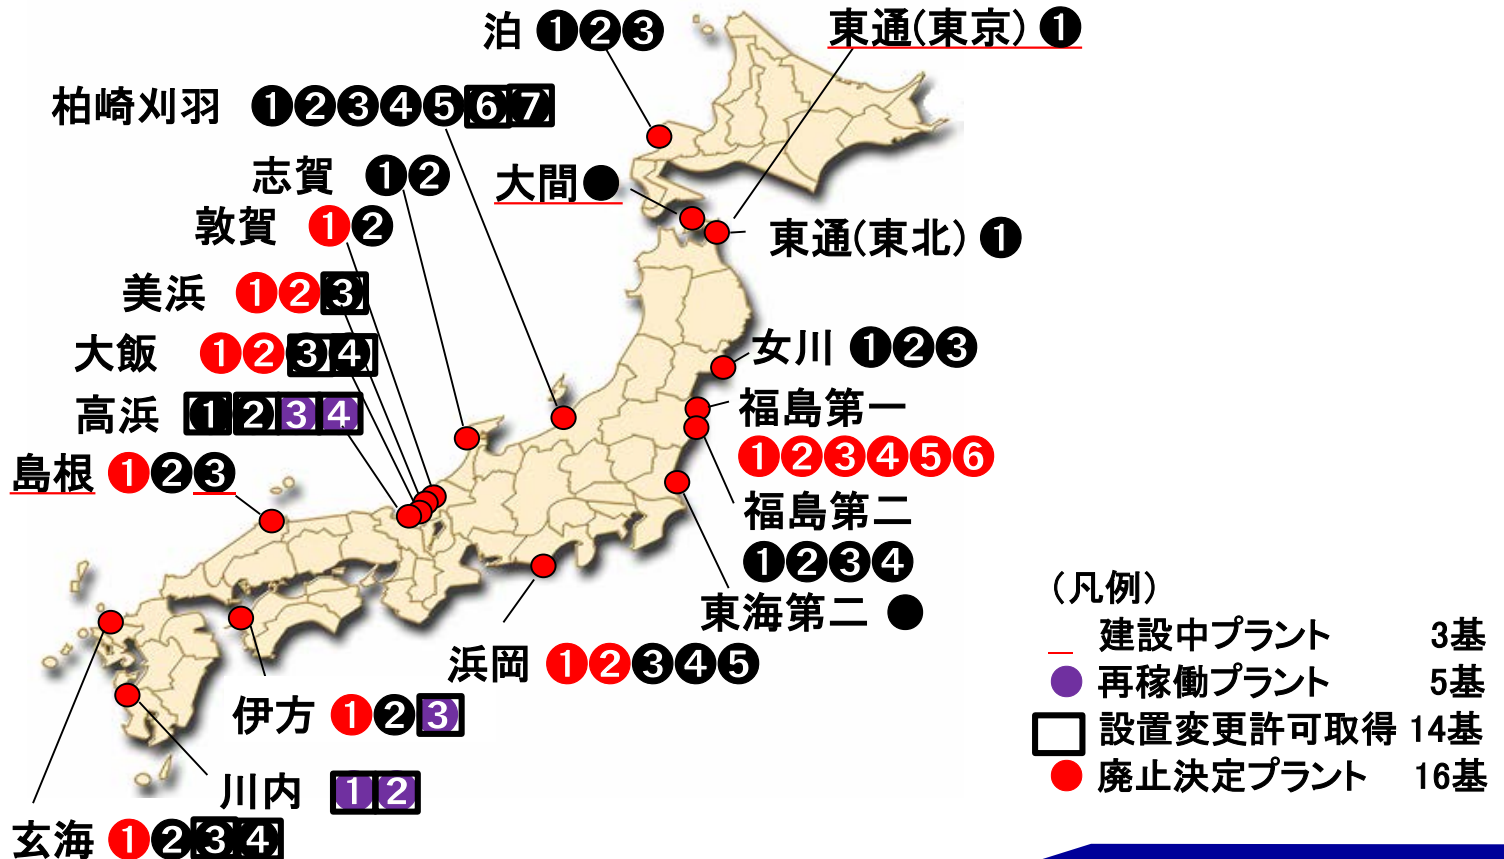 泊 ❶❷❸
東通(東京) ❶
柏崎刈羽 ❶❷❸❹❺❻❼
志賀 ❶❷
大間●
敦賀 ❶❷
東通(東北) ❶
美浜 ❶❷❸
大飯 ❶❷❸❹
女川 ❶❷❸
高浜 ❶❷❸❹
福島第一
❶❷❸❹❺❻
島根 ❶❷❸
福島第二
❶❷❸❹
東海第二 ●
浜岡 ❶❷❸❹❺
伊方 ❶❷❸
川内 ❶❷
玄海 ❶❷❸❹
(凡例)
建設中プラント 3基
再稼働プラント 5基
設置変更許可取得 14基
廃止決定プラント 16基